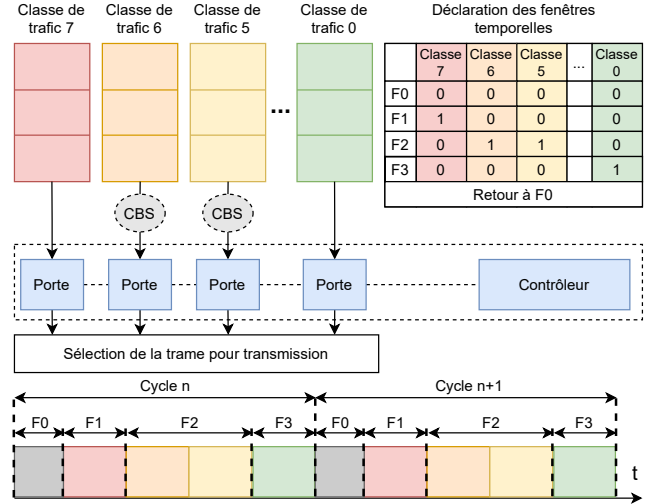 Classe de
trafic 7
Classe de
trafic 6
Classe de
trafic 5
Classe de
trafic 0
...
Déclaration des fenêtres
temporelles
Classe 7 Classe 6 Classe 5 ... Classe 0
F0 0 0 0 0
F1 1 0 0 0
F2 0 1 1 0
F3 0 0 0 1
Retour à F0
CBS CBS
Porte Porte Porte Porte Contrôleur
Sélection de la trame pour transmission
Cycle n Cycle n+1
F0 F1 F2 F3 F0 F1 F2 F3
t